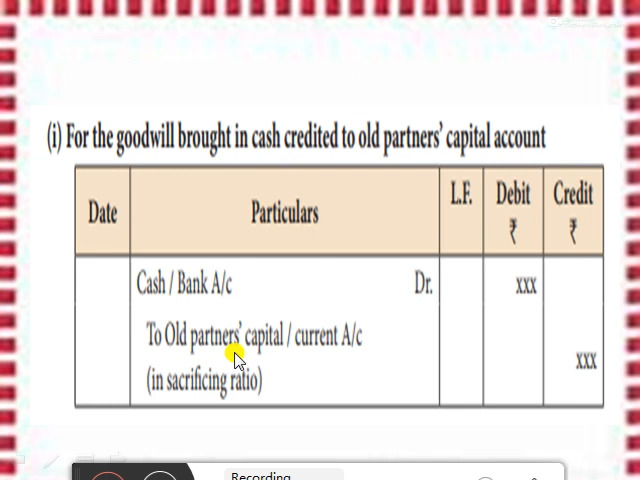 (i) For the goodwill brought in cash credited to old partners' capital account
Date Particulars L.F. Debit ₹ Credit ₹
Cash / Bank A/c Dr. xxx
To Old partners' capital / current A/c
xxx
(in sacrificing ratio)
Recording